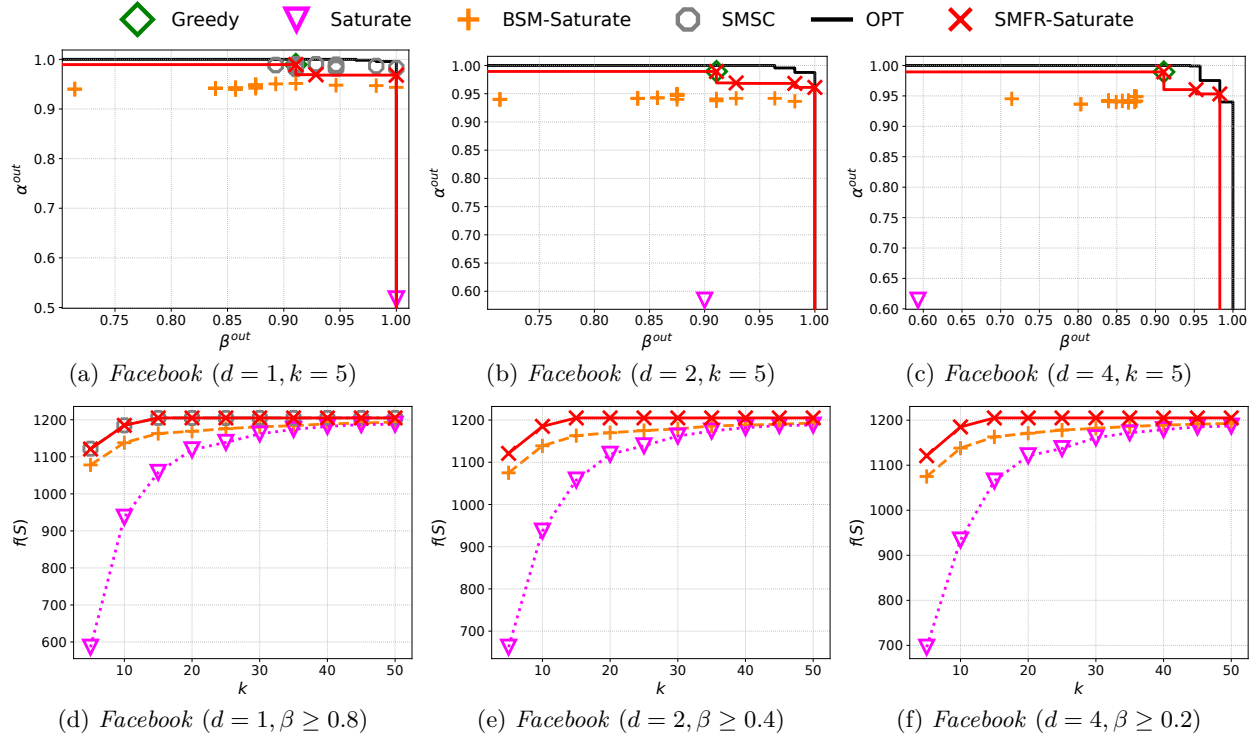 Greedy Saturate BSM-Saturate SMSC OPT SMFR-Saturate
1.0
0.9
0.8
0.7
0.6
0.5
α^out
0.75 0.80 0.85 0.90 0.95 1.00
β^out
(a) Facebook (d = 1, k = 5)
1.00
0.95
0.90
0.85
0.80
0.75
0.70
0.65
0.60
α^out
0.75 0.80 0.85 0.90 0.95 1.00
β^out
(b) Facebook (d = 2, k = 5)
1.00
0.95
0.90
0.85
0.80
0.75
0.70
0.65
0.60
α^out
0.60 0.65 0.70 0.75 0.80 0.85 0.90 0.95 1.00
β^out
(c) Facebook (d = 4, k = 5)
1200
1100
1000
900
800
700
600
f(S)
10 20 30 40 50
k
(d) Facebook (d = 1, β ≥ 0.8)
1200
1100
1000
900
800
700
f(S)
10 20 30 40 50
k
(e) Facebook (d = 2, β ≥ 0.4)
1200
1100
1000
900
800
700
f(S)
10 20 30 40 50
k
(f) Facebook (d = 4, β ≥ 0.2)